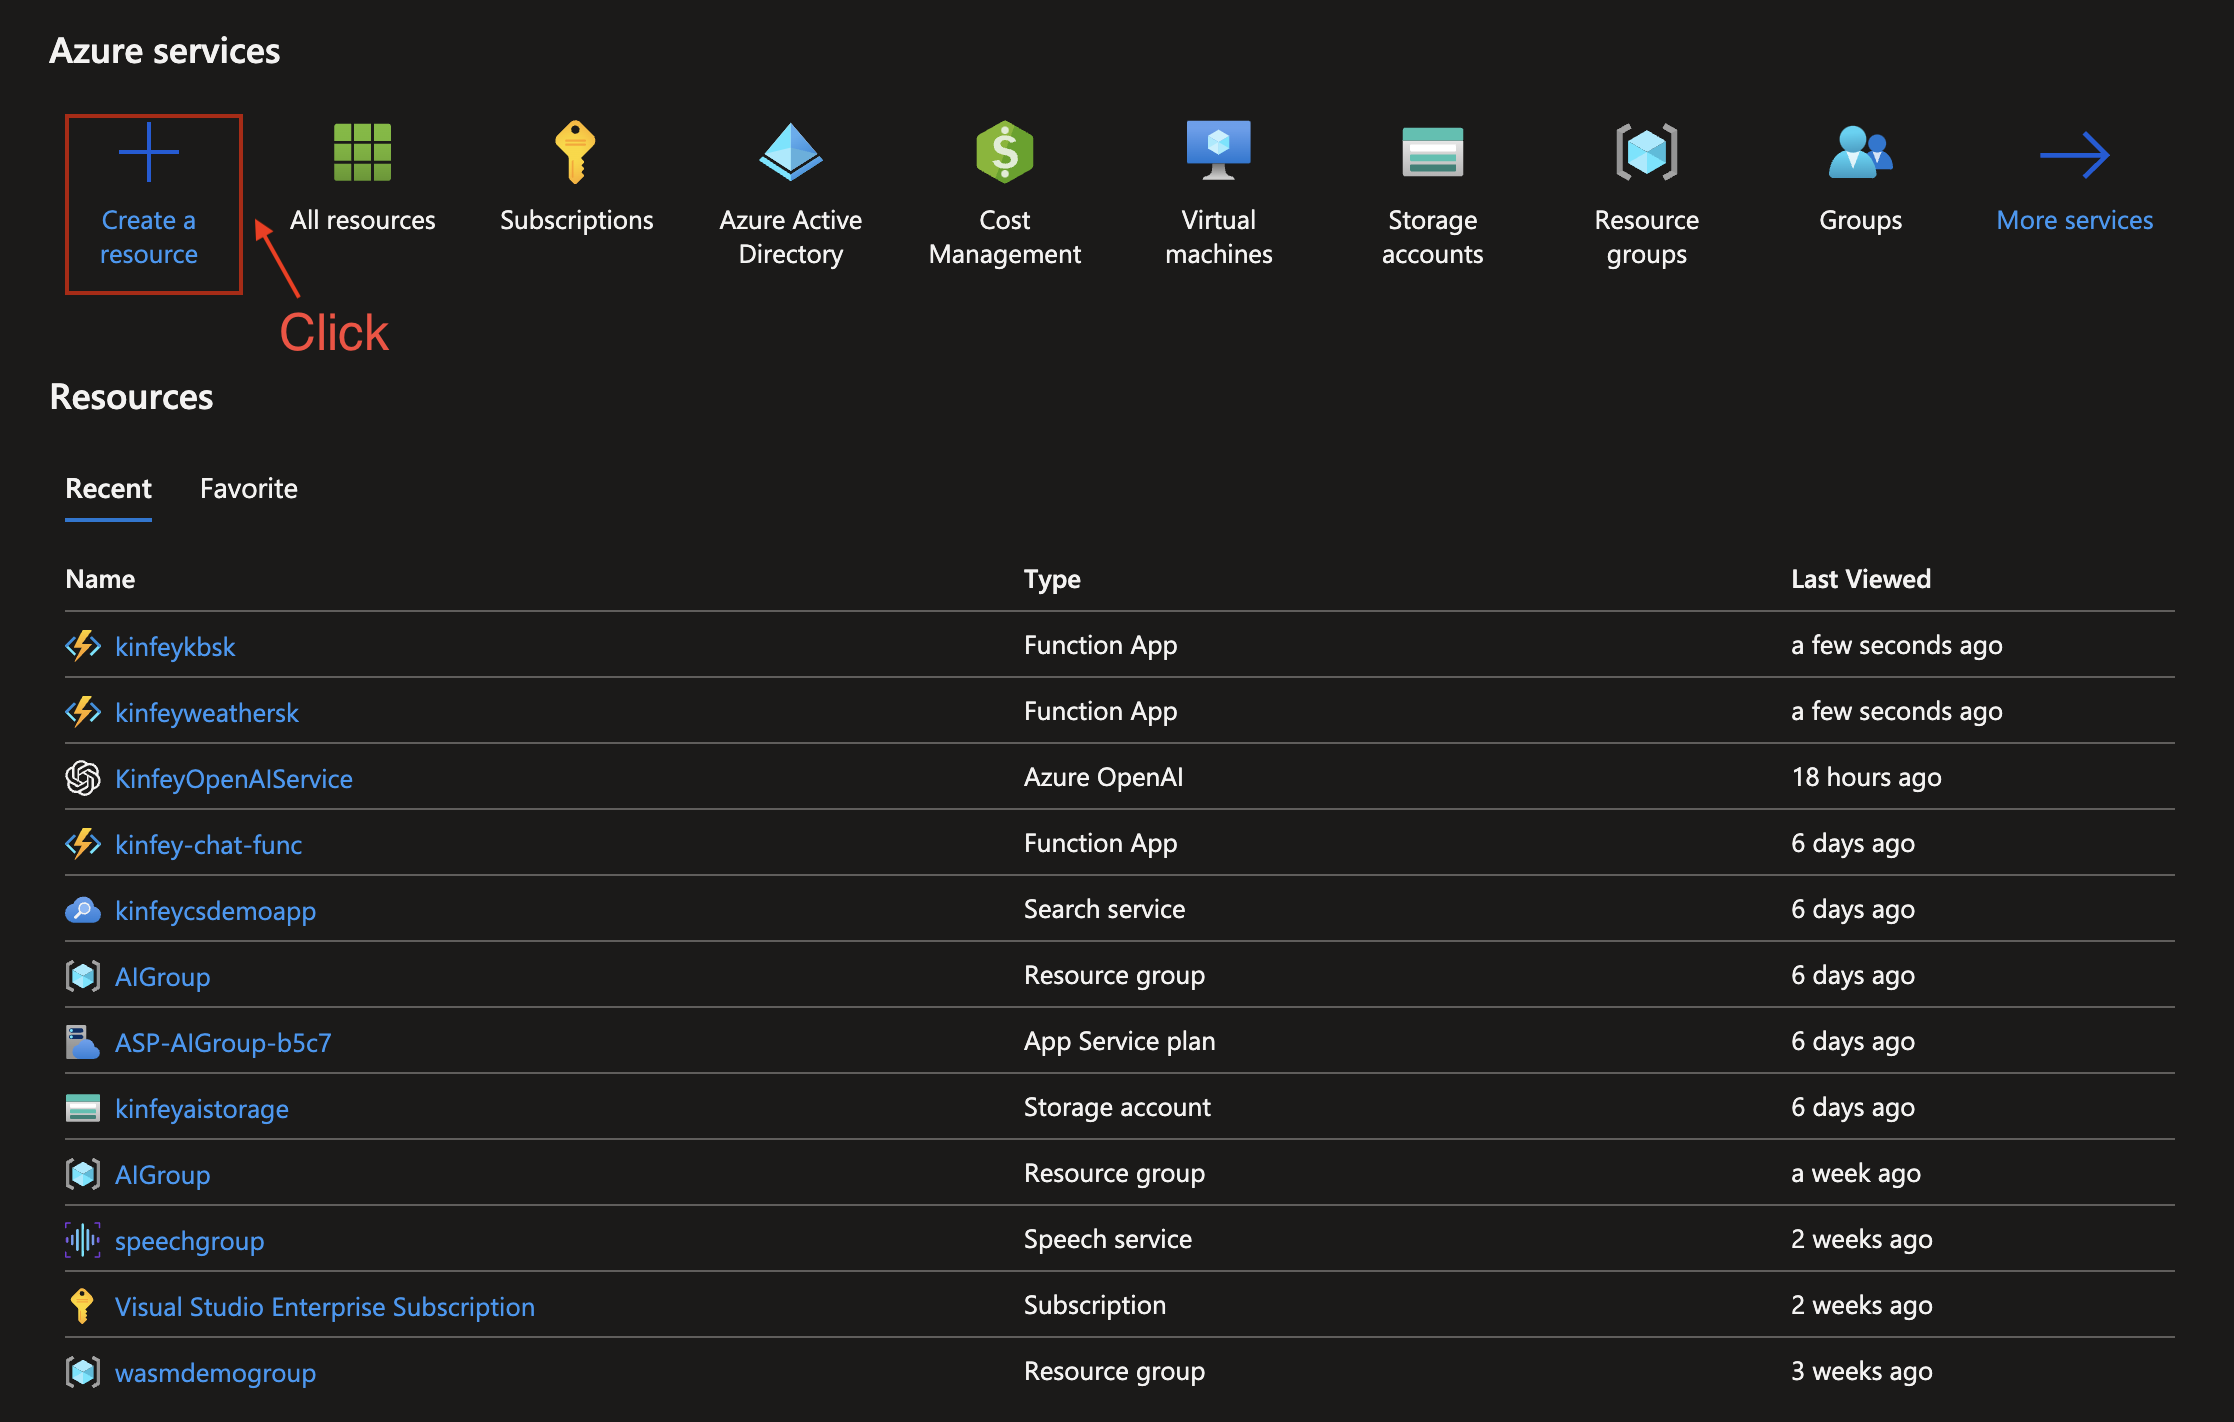 Azure services
Create a resource
All resources
Subscriptions
Azure Active Directory
Cost Management
Virtual machines
Storage accounts
Resource groups
Groups
More services
Click
Resources
Recent Favorite
Name Type Last Viewed
kinfeykbsk Function App a few seconds ago
kinfeyweathersk Function App a few seconds ago
KinfeyOpenAIService Azure OpenAI 18 hours ago
kinfey-chat-func Function App 6 days ago
kinfeycsdemoapp Search service 6 days ago
AIGroup Resource group 6 days ago
ASP-AIGroup-b5c7 App Service plan 6 days ago
kinfeyaistorage Storage account 6 days ago
AIGroup Resource group a week ago
speechgroup Speech service 2 weeks ago
Visual Studio Enterprise Subscription Subscription 2 weeks ago
wasmdemogroup Resource group 3 weeks ago